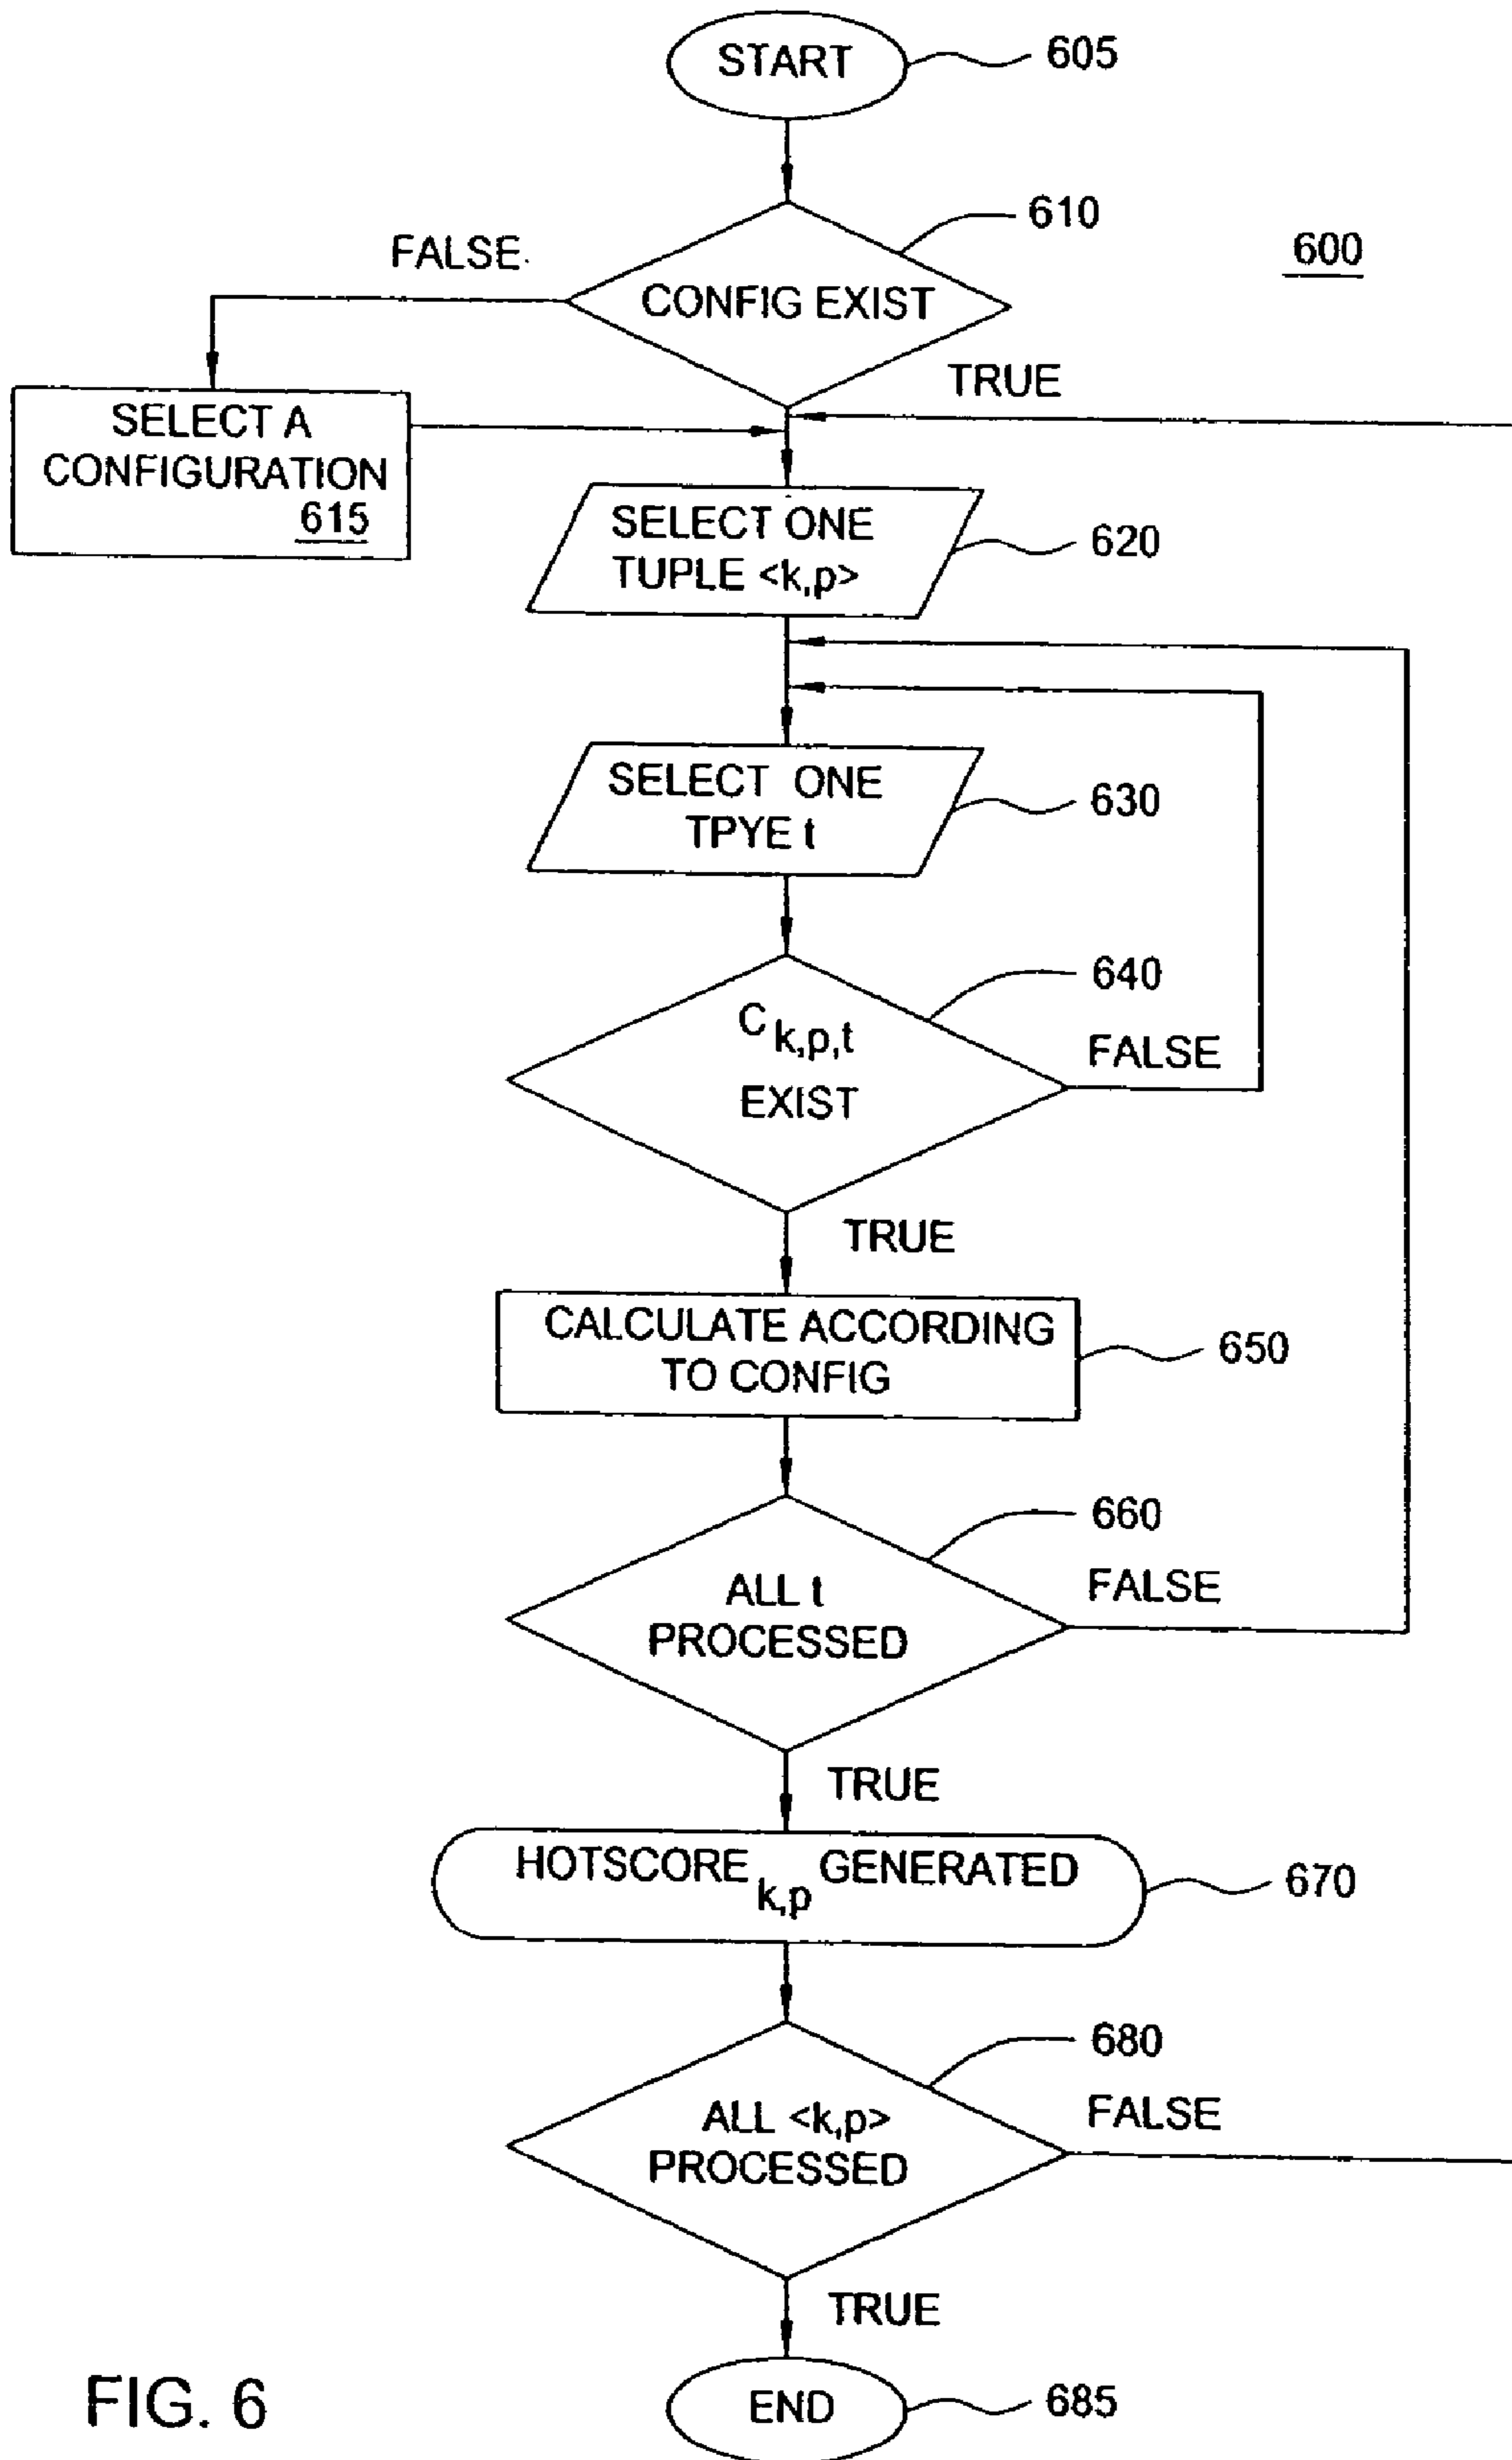 START
605
610
600
FALSE
CONFIG EXIST
TRUE
SELECT A
CONFIGURATION
615
SELECT ONE
TUPLE <k,p>
620
SELECT ONE
TPYE t
630
640
C k,p,t
EXIST
FALSE
TRUE
CALCULATE ACCORDING
TO CONFIG
650
660
ALL t
PROCESSED
FALSE
TRUE
HOTSCORE k,p GENERATED
670
680
ALL <k,p>
PROCESSED
FALSE
TRUE
END
685
FIG. 6